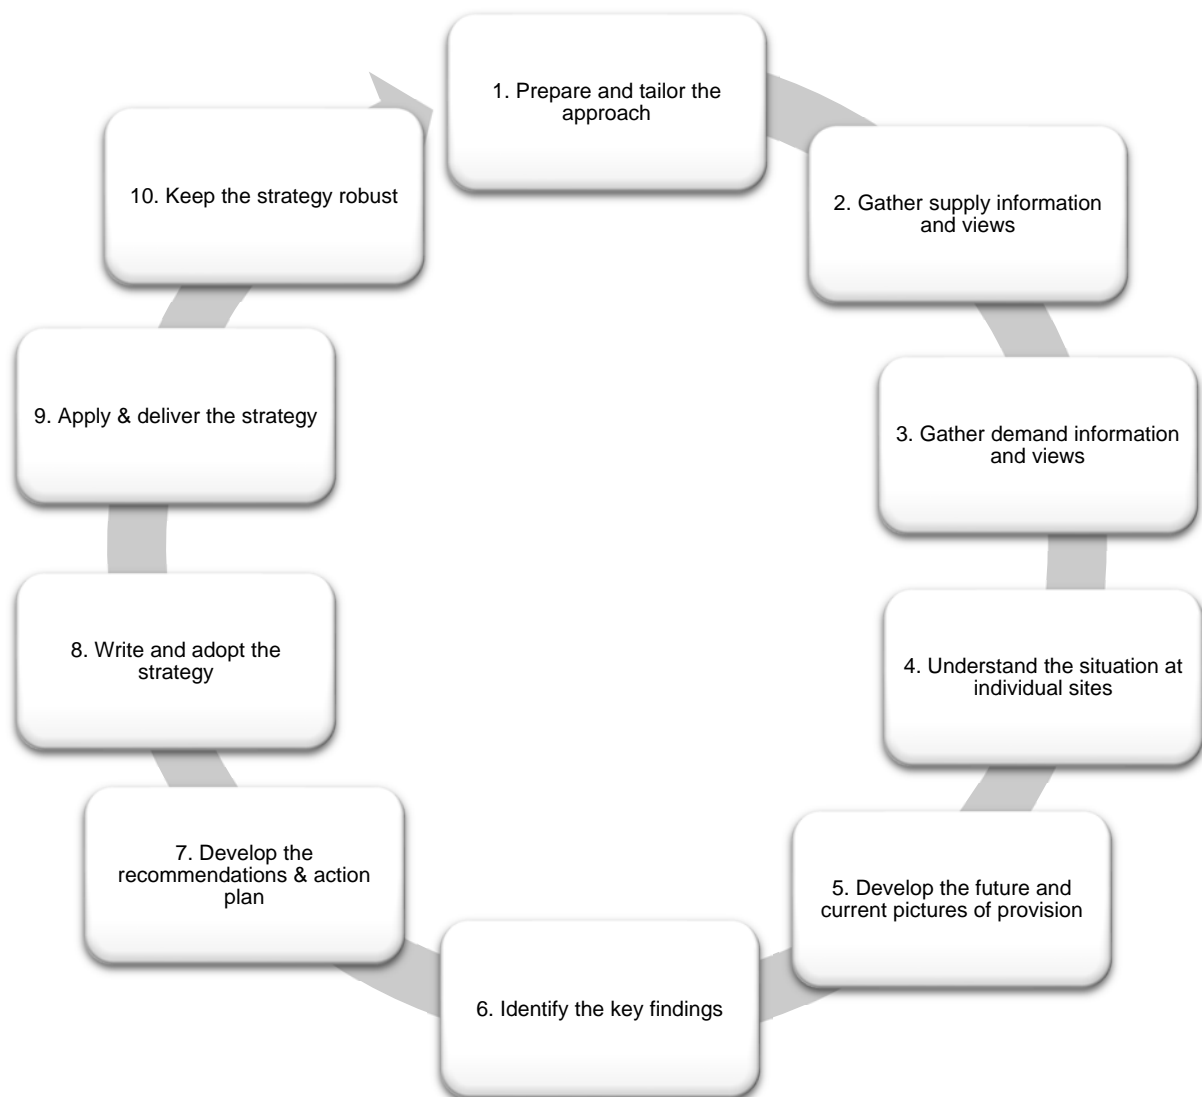 1. Prepare and tailor the
approach
2. Gather supply information
and views
3. Gather demand information
and views
4. Understand the situation at
individual sites
5. Develop the future and
current pictures of provision
6. Identify the key findings
7. Develop the
recommendations & action
plan
8. Write and adopt the
strategy
9. Apply & deliver the strategy
10. Keep the strategy robust